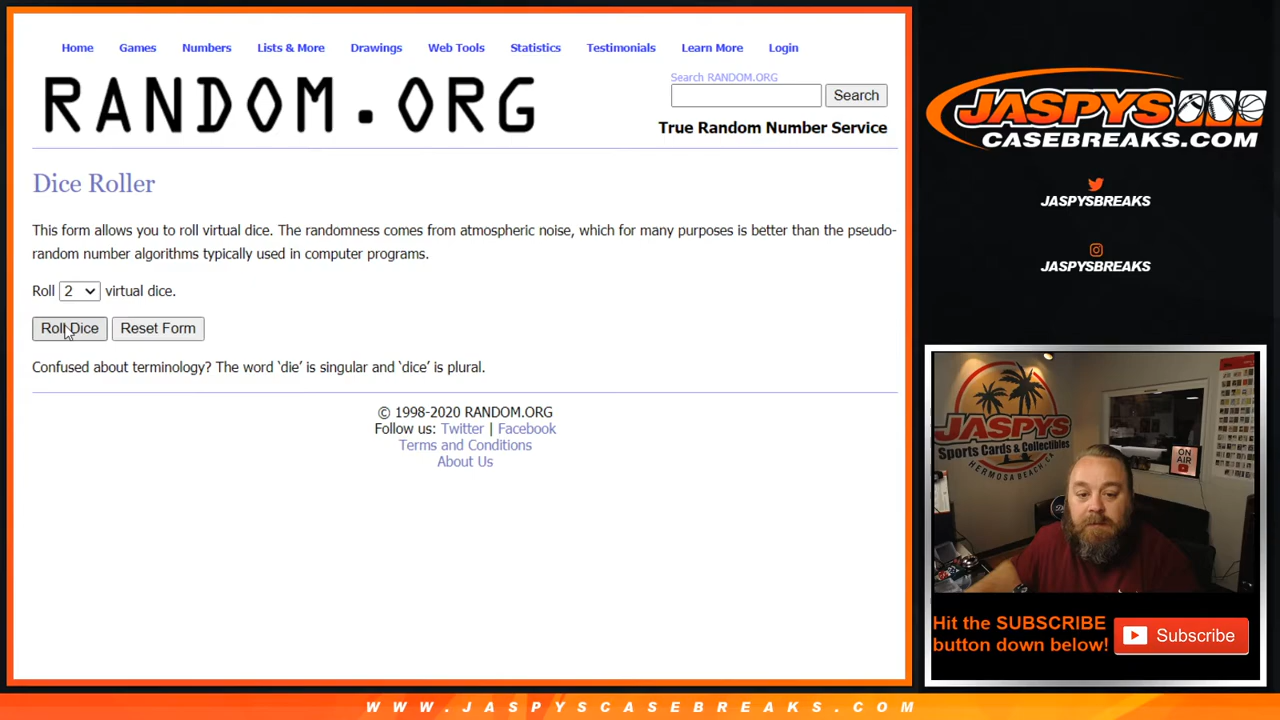 Home Games Numbers Lists & More Drawings Web Tools Statistics Testimonials Learn More Login
RANDOM.ORG
Search RANDOM.ORG
Search
True Random Number Service
Dice Roller
This form allows you to roll virtual dice. The randomness comes from atmospheric noise, which for many purposes is better than the pseudo-
random number algorithms typically used in computer programs.
Roll 2 virtual dice.
Roll Dice Reset Form
Confused about terminology? The word ‘die’ is singular and ‘dice’ is plural.
© 1998-2020 RANDOM.ORG
Follow us: Twitter | Facebook
Terms and Conditions
About Us
JASPYS
CASEBREAKS.COM
JASPYSBREAKS
JASPYSBREAKS
JASPYS
Sports Cards & Collectibles
HERMOSA BEACH, CA
ON
AIR
Hit the SUBSCRIBE
button down below!
Subscribe
WWW.JASPYSCASEBREAKS.COM